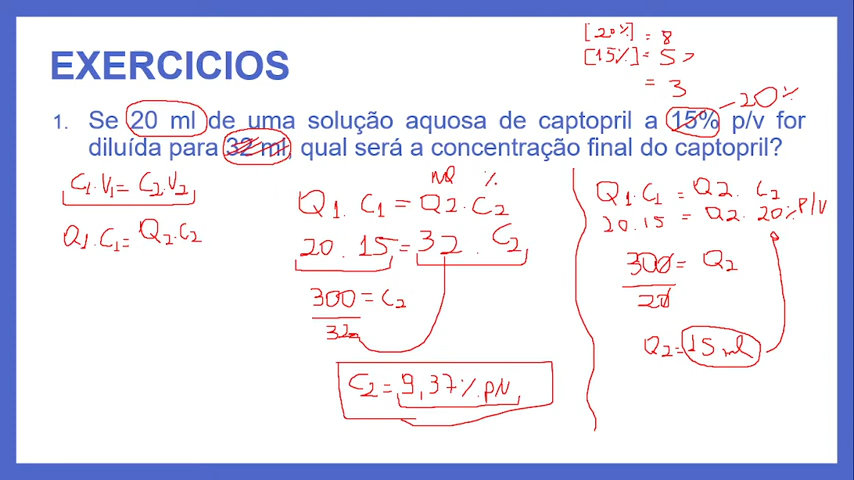 EXERCICIOS
[20%] = 8
[15%] = 5
= 3
20%
1. Se 20 ml de uma solução aquosa de captopril a 15% p/v for
diluída para 32 ml, qual será a concentração final do captopril?
C1.V1 = C2.V2
Q1.C1 = Q2.C2
%
Q1.C1 = Q2.C2
20.15 = 32.C2
300 = C2
32
C2 = 9,37% p/v
Q1.C1 = Q2.C2
20.15 = Q2.20% P/V
300 = Q2
20
Q2 = 15 ml